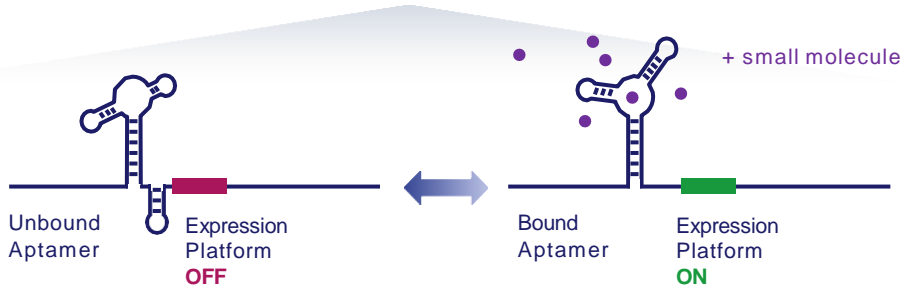 + small molecule
Unbound
Aptamer
Expression
Platform
OFF
Bound
Aptamer
Expression
Platform
ON